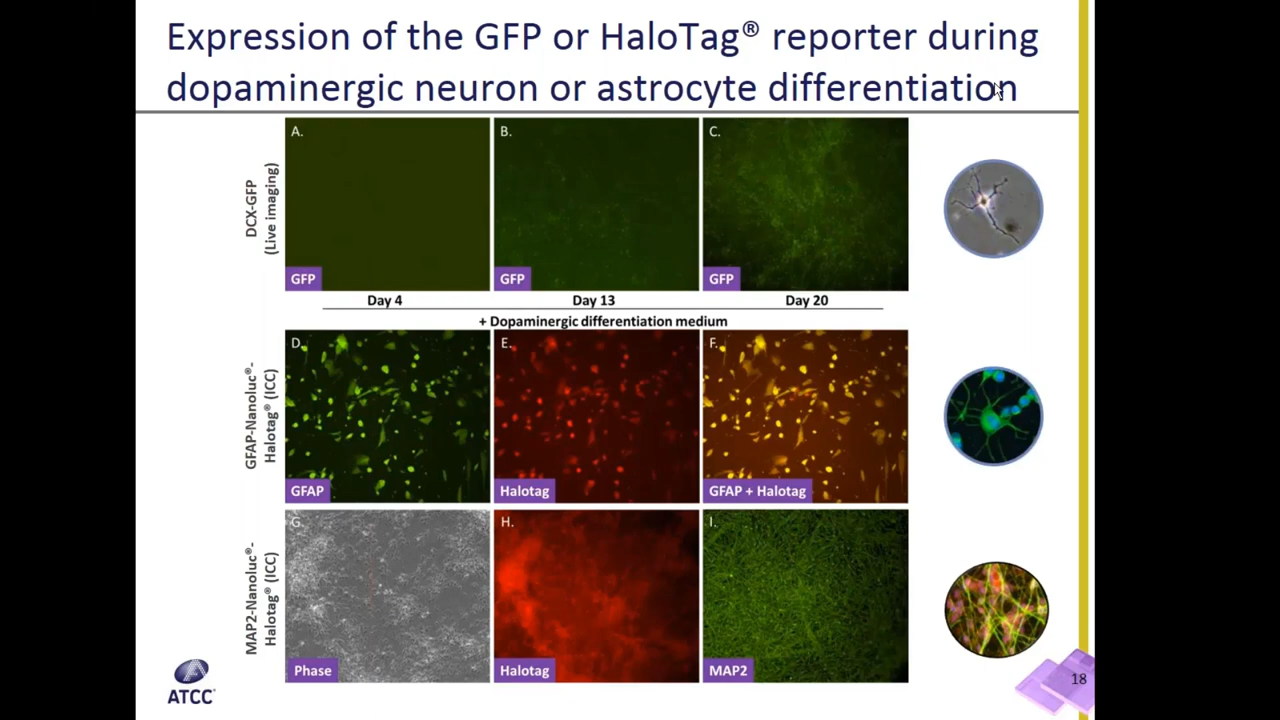 Expression of the GFP or HaloTag® reporter during
dopaminergic neuron or astrocyte differentiation
DCX-GFP
(Live imaging)
A.
B.
C.
GFP
GFP
GFP
Day 4
Day 13
Day 20
+ Dopaminergic differentiation medium
GFAP-Nanoluc®-
Halotag® (ICC)
D.
E.
F.
GFAP
Halotag
GFAP + Halotag
MAP2-Nanoluc®-
Halotag® (ICC)
G.
H.
I.
Phase
Halotag
MAP2
ATCC
18